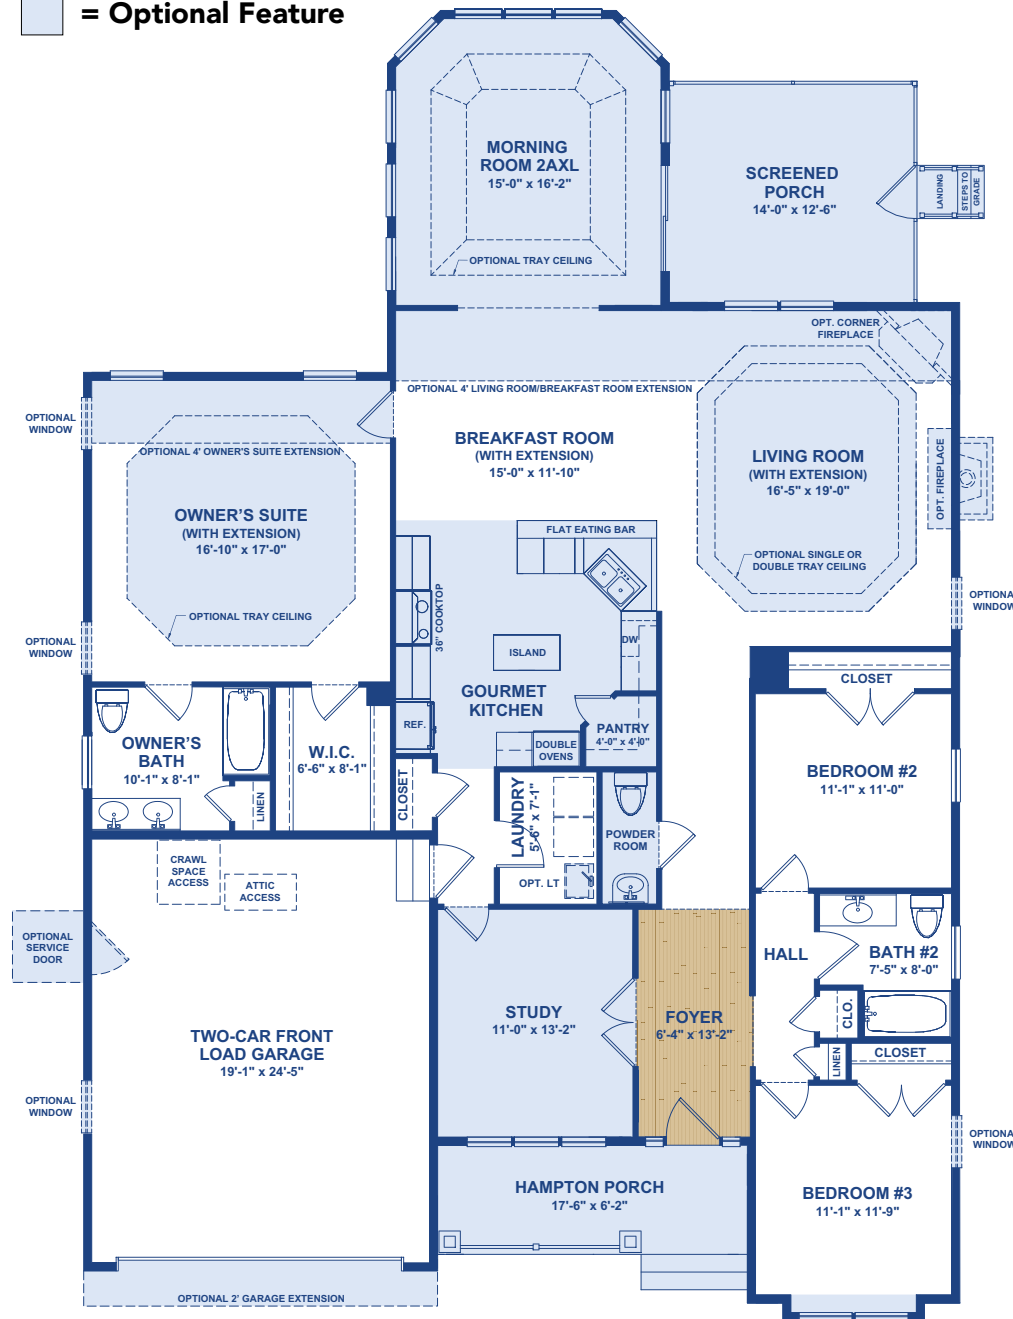 = Optional Feature
MORNING
ROOM 2AXL
15'-0" x 16'-2"
OPTIONAL TRAY CEILING
SCREENED
PORCH
14'-0" x 12'-6"
LANDING
STEPS TO
GRADE
OPT. CORNER
FIREPLACE
OPTIONAL 4' LIVING ROOM/BREAKFAST ROOM EXTENSION
OPTIONAL
WINDOW
OPTIONAL 4' OWNER'S SUITE EXTENSION
BREAKFAST ROOM
(WITH EXTENSION)
15'-0" x 11'-10"
LIVING ROOM
(WITH EXTENSION)
16'-5" x 19'-0"
OPT. FIREPLACE
OWNER'S SUITE
(WITH EXTENSION)
16'-10" x 17'-0"
FLAT EATING BAR
OPTIONAL SINGLE OR
DOUBLE TRAY CEILING
OPTIONAL
WINDOW
OPTIONAL TRAY CEILING
36" COOKTOP
OPTIONAL
WINDOW
DW
ISLAND
CLOSET
GOURMET
KITCHEN
REF.
PANTRY
4'-0" x 4'-0"
DOUBLE
OVENS
OWNER'S
BATH
10'-1" x 8'-1"
W.I.C.
6'-6" x 8'-1"
LINEN
CLOSET
LAUNDRY
5'-6" x 7'-1"
OPT. LT
POWDER
ROOM
BEDROOM #2
11'-1" x 11'-0"
CRAWL
SPACE
ACCESS
ATTIC
ACCESS
OPTIONAL
SERVICE
DOOR
HALL
BATH #2
7'-5" x 8'-0"
STUDY
11'-0" x 13'-2"
FOYER
6'-4" x 13'-2"
CLO.
LINEN
CLOSET
TWO-CAR FRONT
LOAD GARAGE
19'-1" x 24'-5"
OPTIONAL
WINDOW
OPTIONAL
WINDOW
HAMPTON PORCH
17'-6" x 6'-2"
BEDROOM #3
11'-1" x 11'-9"
OPTIONAL 2' GARAGE EXTENSION